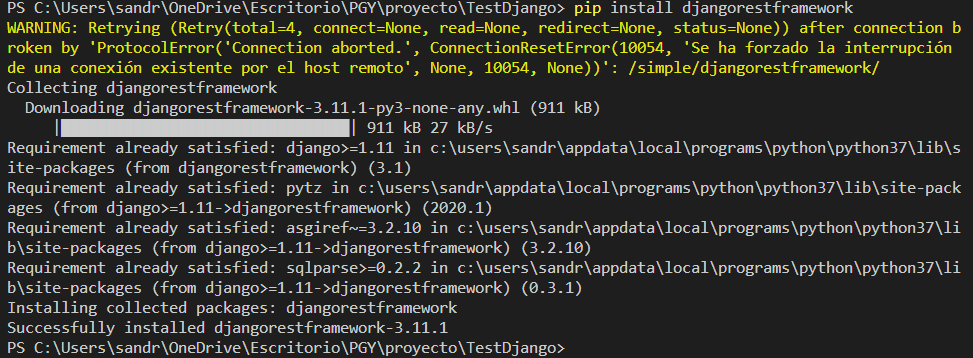 PS C:\Users\sandr\OneDrive\Escritorio\PGY\proyecto\TestDjango> pip install djangorestframework
WARNING: Retrying (Retry(total=4, connect=None, read=None, redirect=None, status=None)) after connection b
roken by 'ProtocolError('Connection aborted.', ConnectionResetError(10054, 'Se ha forzado la interrupción
de una conexión existente por el host remoto', None, 10054, None))': /simple/djangorestframework/
Collecting djangorestframework
  Downloading djangorestframework-3.11.1-py3-none-any.whl (911 kB)
     |████████████████████████████████| 911 kB 27 kB/s
Requirement already satisfied: django>=1.11 in c:\users\sandr\appdata\local\programs\python\python37\lib\s
ite-packages (from djangorestframework) (3.1)
Requirement already satisfied: pytz in c:\users\sandr\appdata\local\programs\python\python37\lib\site-pack
ages (from django>=1.11->djangorestframework) (2020.1)
Requirement already satisfied: asgiref~=3.2.10 in c:\users\sandr\appdata\local\programs\python\python37\li
b\site-packages (from django>=1.11->djangorestframework) (3.2.10)
Requirement already satisfied: sqlparse>=0.2.2 in c:\users\sandr\appdata\local\programs\python\python37\li
b\site-packages (from django>=1.11->djangorestframework) (0.3.1)
Installing collected packages: djangorestframework
Successfully installed djangorestframework-3.11.1
PS C:\Users\sandr\OneDrive\Escritorio\PGY\proyecto\TestDjango>